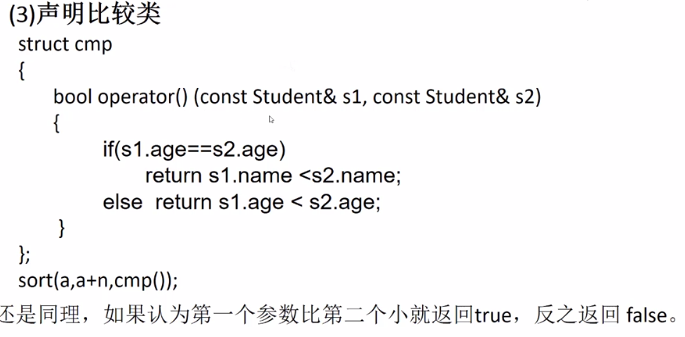 (3)声明比较类
struct cmp
{
bool operator() (const Student& s1, const Student& s2)
{
if(s1.age==s2.age)
return s1.name <s2.name;
else return s1.age < s2.age;
}
};
sort(a,a+n,cmp());
还是同理，如果认为第一个参数比第二个小就返回true，反之返回 false。